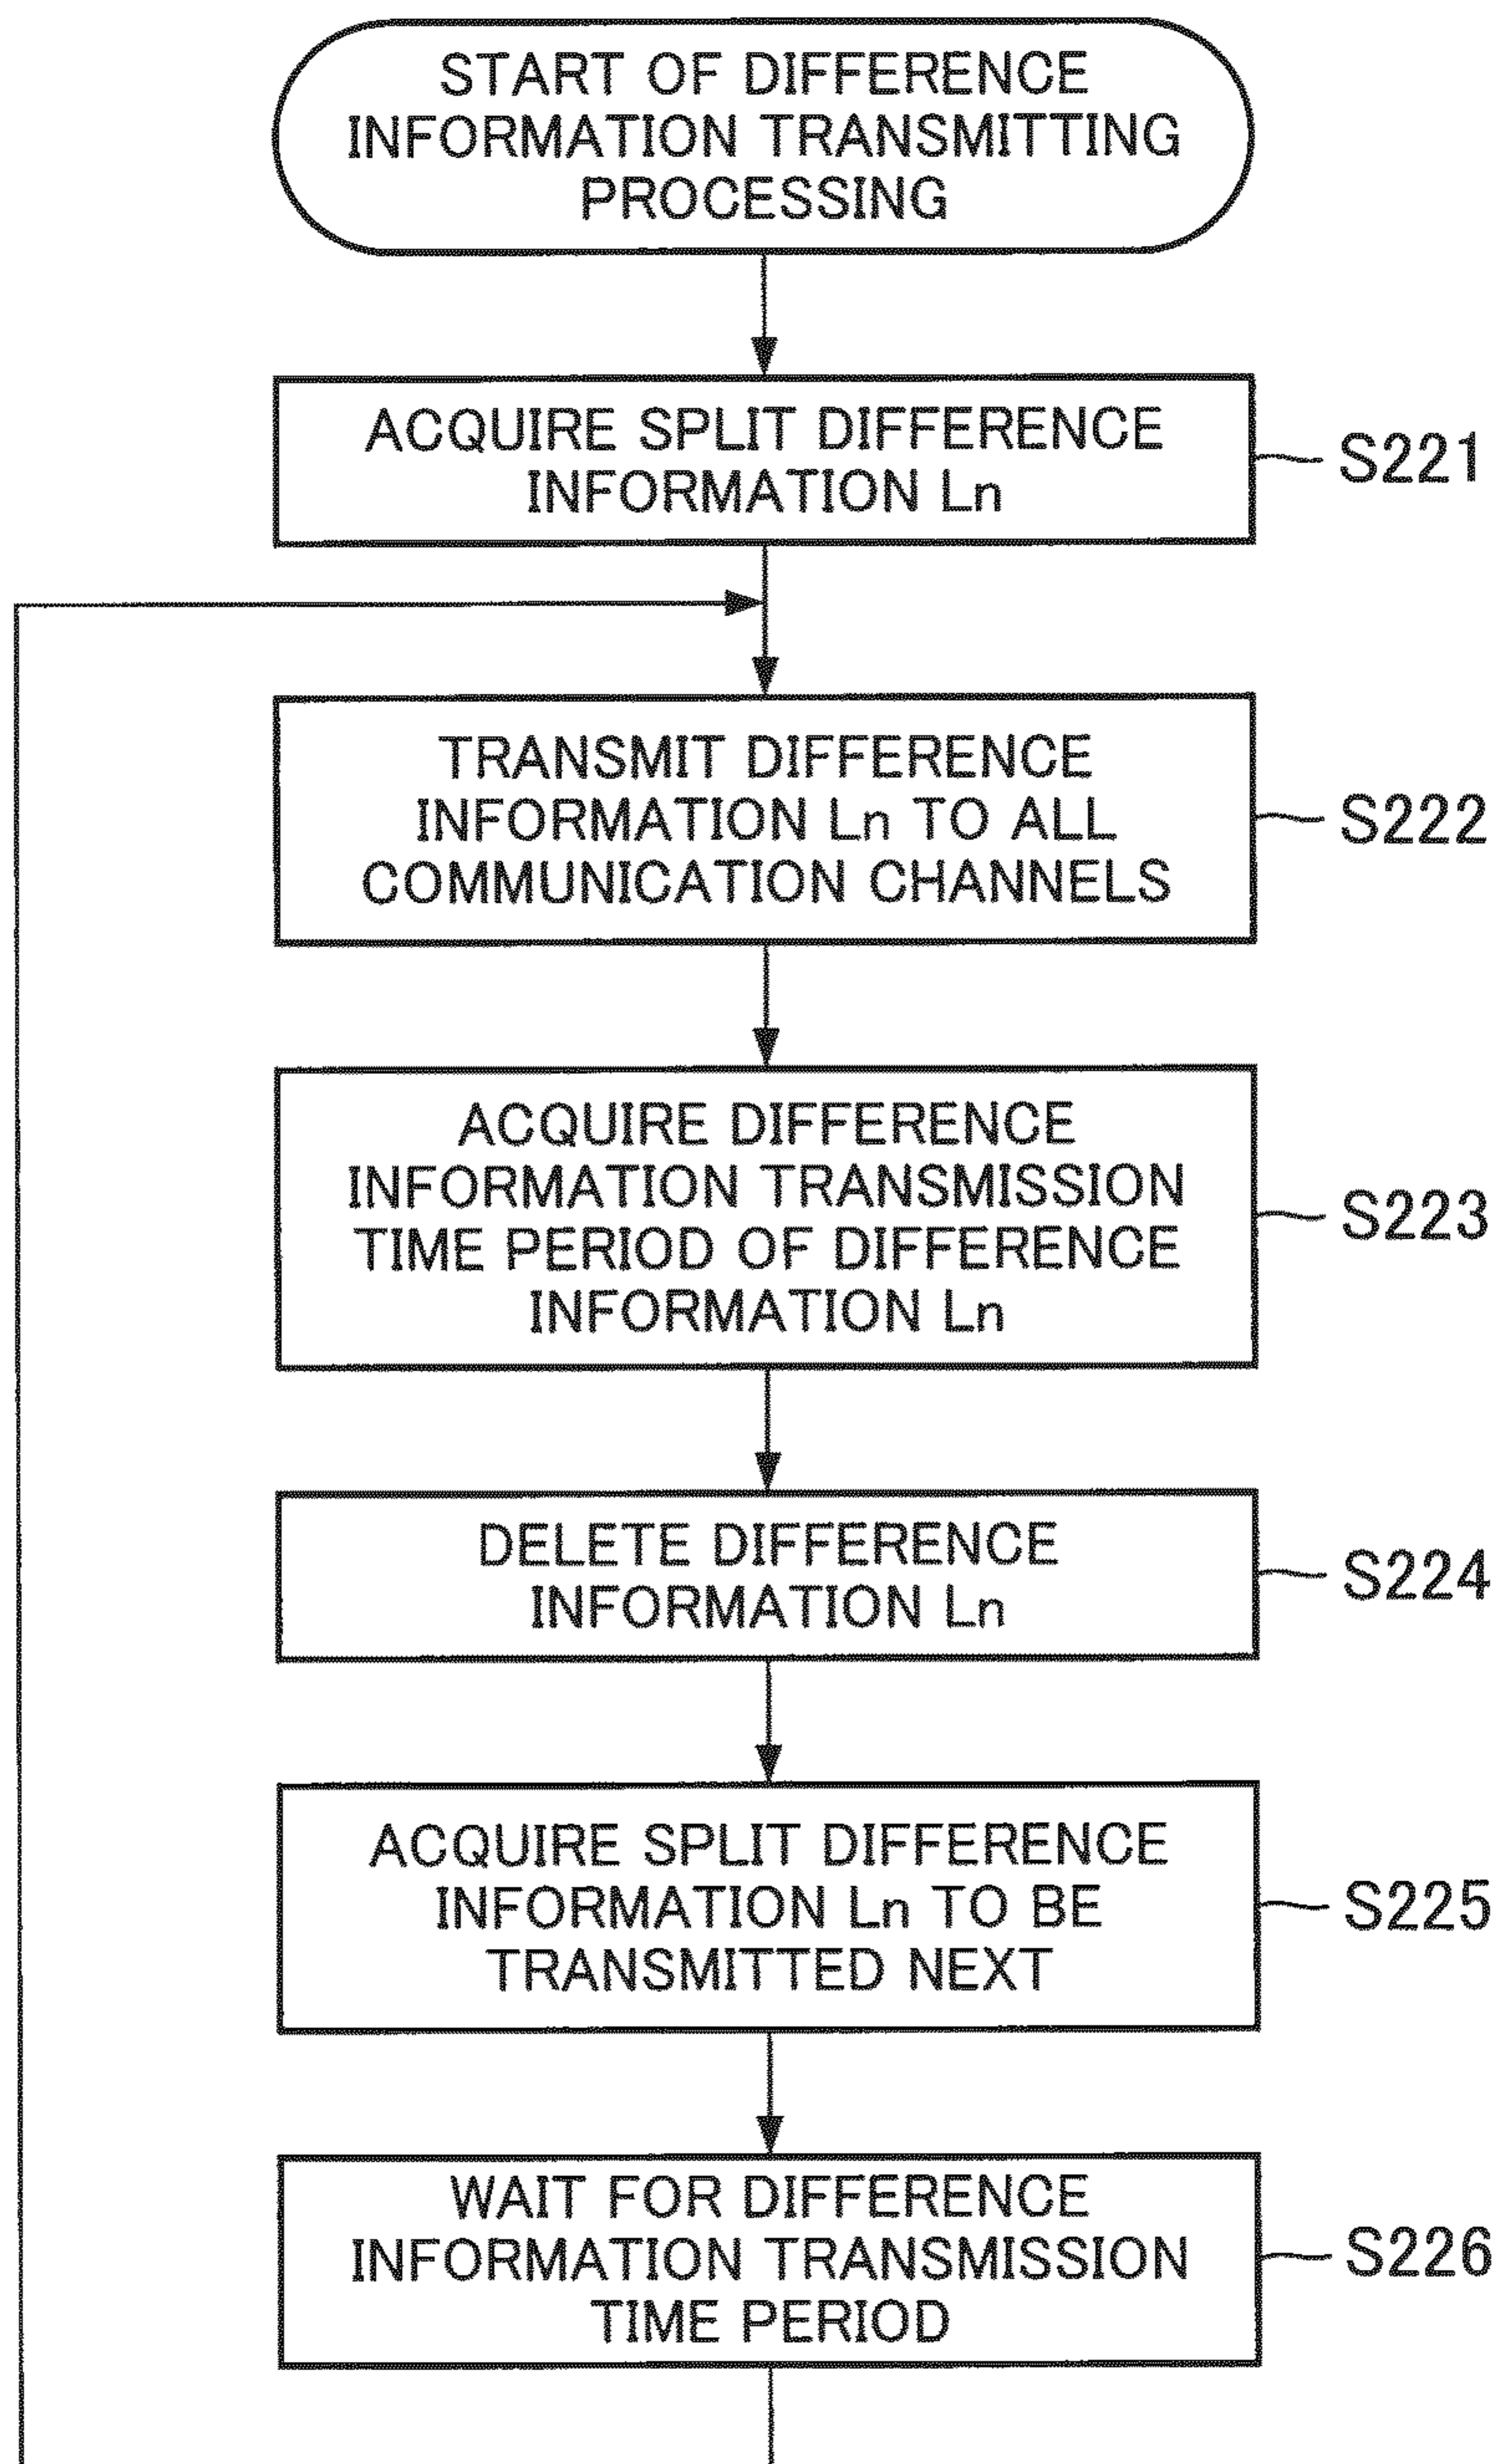 START OF DIFFERENCE
INFORMATION TRANSMITTING
PROCESSING
ACQUIRE SPLIT DIFFERENCE
INFORMATION Ln
S221
TRANSMIT DIFFERENCE
INFORMATION Ln TO ALL
COMMUNICATION CHANNELS
S222
ACQUIRE DIFFERENCE
INFORMATION TRANSMISSION
TIME PERIOD OF DIFFERENCE
INFORMATION Ln
S223
DELETE DIFFERENCE
INFORMATION Ln
S224
ACQUIRE SPLIT DIFFERENCE
INFORMATION Ln TO BE
TRANSMITTED NEXT
S225
WAIT FOR DIFFERENCE
INFORMATION TRANSMISSION
TIME PERIOD
S226